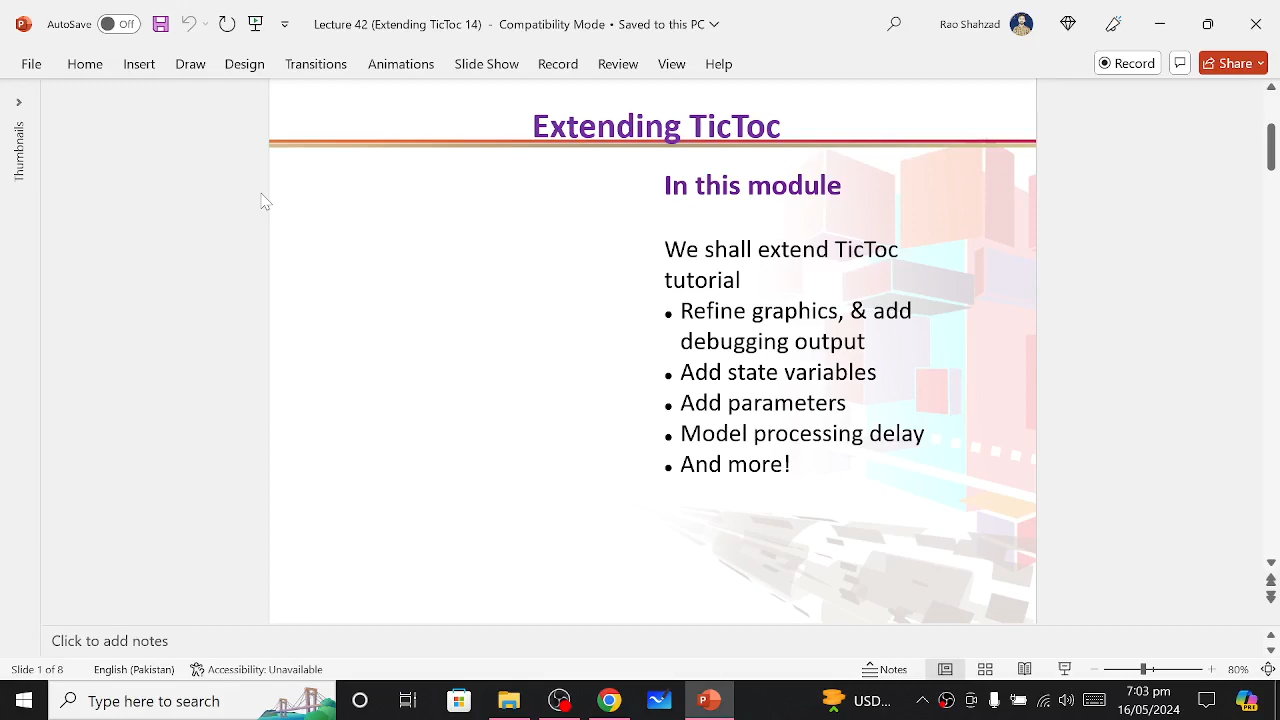 AutoSave Off Lecture 42 (Extending TicToc 14) - Compatibility Mode • Saved to this PC Rao Shahzad
File Home Insert Draw Design Transitions Animations Slide Show Record Review View Help Record Share
Thumbnails
Extending TicToc
In this module
We shall extend TicToc
tutorial
• Refine graphics, & add
debugging output
• Add state variables
• Add parameters
• Model processing delay
• And more!
Click to add notes
Slide 1 of 8 English (Pakistan) Accessibility: Unavailable Notes 80%
Type here to search USD... 7:03 pm
16/05/2024